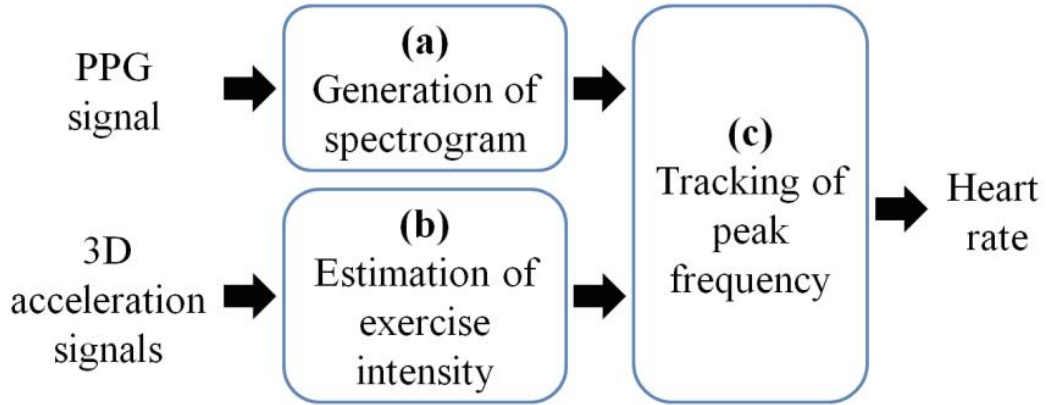 PPG
signal
(a)
Generation of
spectrogram
3D
acceleration
signals
(b)
Estimation of
exercise
intensity
(c)
Tracking of
peak
frequency
Heart
rate